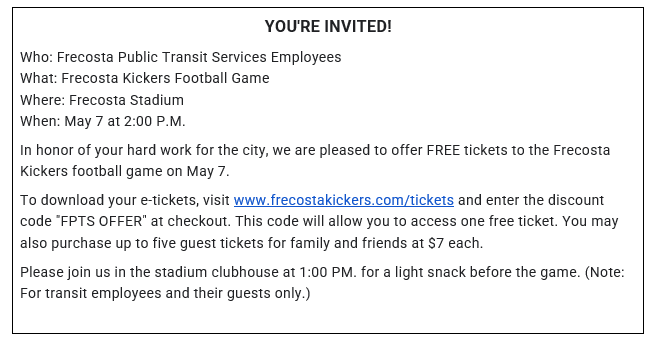 YOU'RE INVITED!
Who: Frecosta Public Transit Services Employees
What: Frecosta Kickers Football Game
Where: Frecosta Stadium
When: May 7 at 2:00 P.M.
In honor of your hard work for the city, we are pleased to offer FREE tickets to the Frecosta
Kickers football game on May 7.
To download your e-tickets, visit www.frecostakickers.com/tickets and enter the discount
code "FPTS OFFER" at checkout. This code will allow you to access one free ticket. You may
also purchase up to five guest tickets for family and friends at $7 each.
Please join us in the stadium clubhouse at 1:00 PM. for a light snack before the game. (Note:
For transit employees and their guests only.)